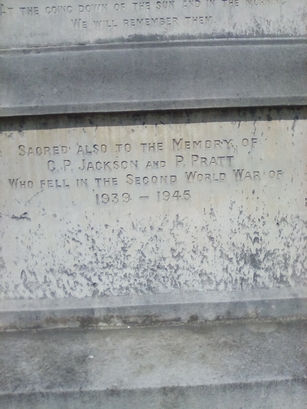 At the going down of the sun and in the
We will remember them.
Sacred also to the Memory of
C. P. Jackson and P. Pratt
Who fell in the Second World War of
1939 – 1945